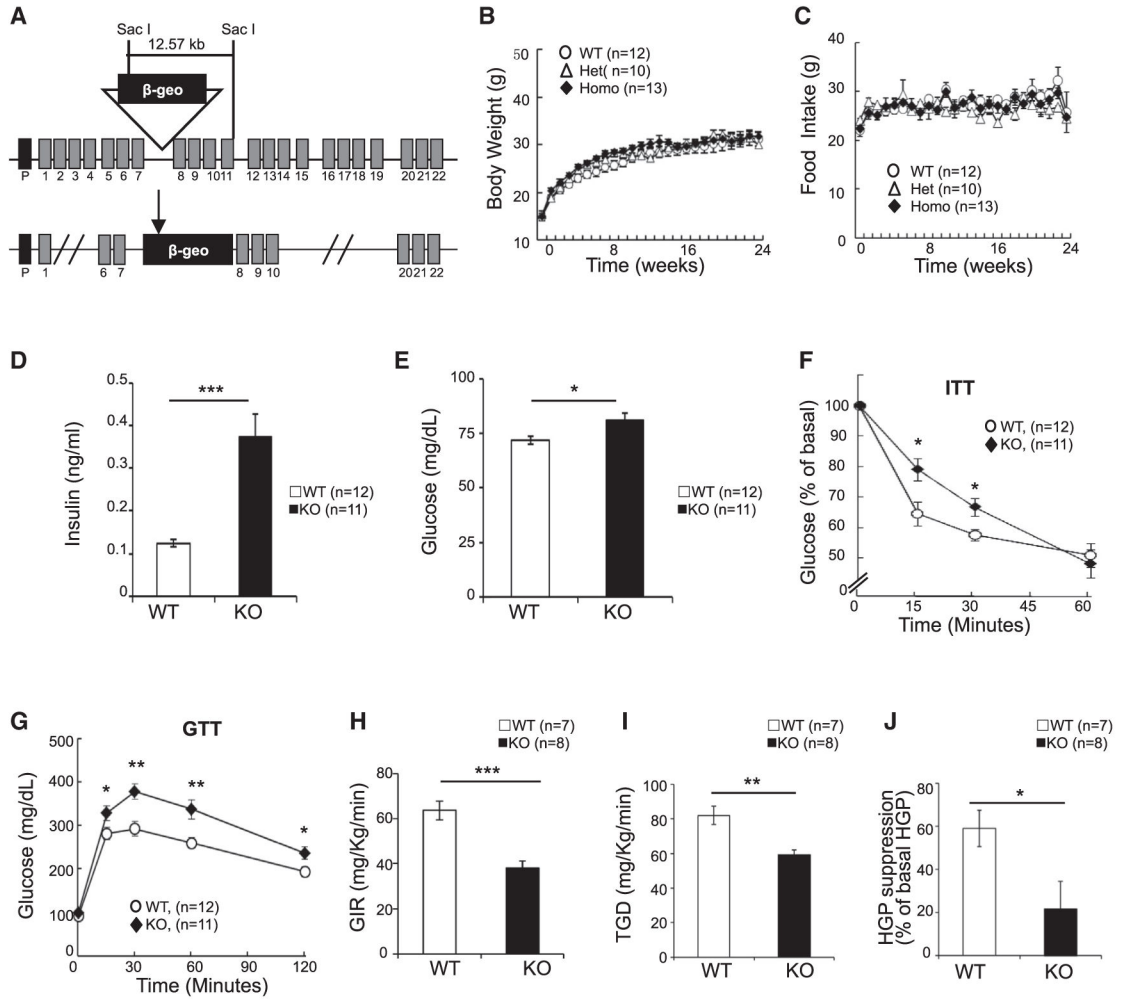 A
Sac I Sac I
12.57 kb
β-geo
P 1 2 3 4 5 6 7 8 9 10 11 12 13 14 15 16 17 18 19 20 21 22
β-geo
P 1 6 7 8 9 10 20 21 22
B
Body Weight (g)
50
40
30
20
10
WT (n=12)
Het( n=10)
Homo (n=13)
0 8 16 24
Time (weeks)
C
Food Intake (g)
40
30
20
10
0
WT (n=12)
Het (n=10)
Homo (n=13)
0 8 16 24
Time (weeks)
D
Insulin (ng/ml)
0.5
0.4
0.3
0.2
0.1
0
***
WT (n=12)
KO (n=11)
WT KO
E
Glucose (mg/dL)
100
75
50
25
0
*
WT (n=12)
KO (n=11)
WT KO
F
ITT
Glucose (% of basal)
100
90
80
70
60
50
0
*
*
WT, (n=12)
KO, (n=11)
0 15 30 45 60
Time (Minutes)
G
GTT
Glucose (mg/dL)
500
400
300
200
100
0
*
**
**
*
WT, (n=12)
KO, (n=11)
0 30 60 90 120
Time (Minutes)
H
WT (n=7)
KO (n=8)
GIR (mg/Kg/min)
80
60
40
20
0
***
WT KO
I
WT (n=7)
KO (n=8)
TGD (mg/Kg/min)
100
80
60
40
20
0
**
WT KO
J
WT (n=7)
KO (n=8)
HGP suppression
(% of basal HGP)
80
60
40
20
0
*
WT KO